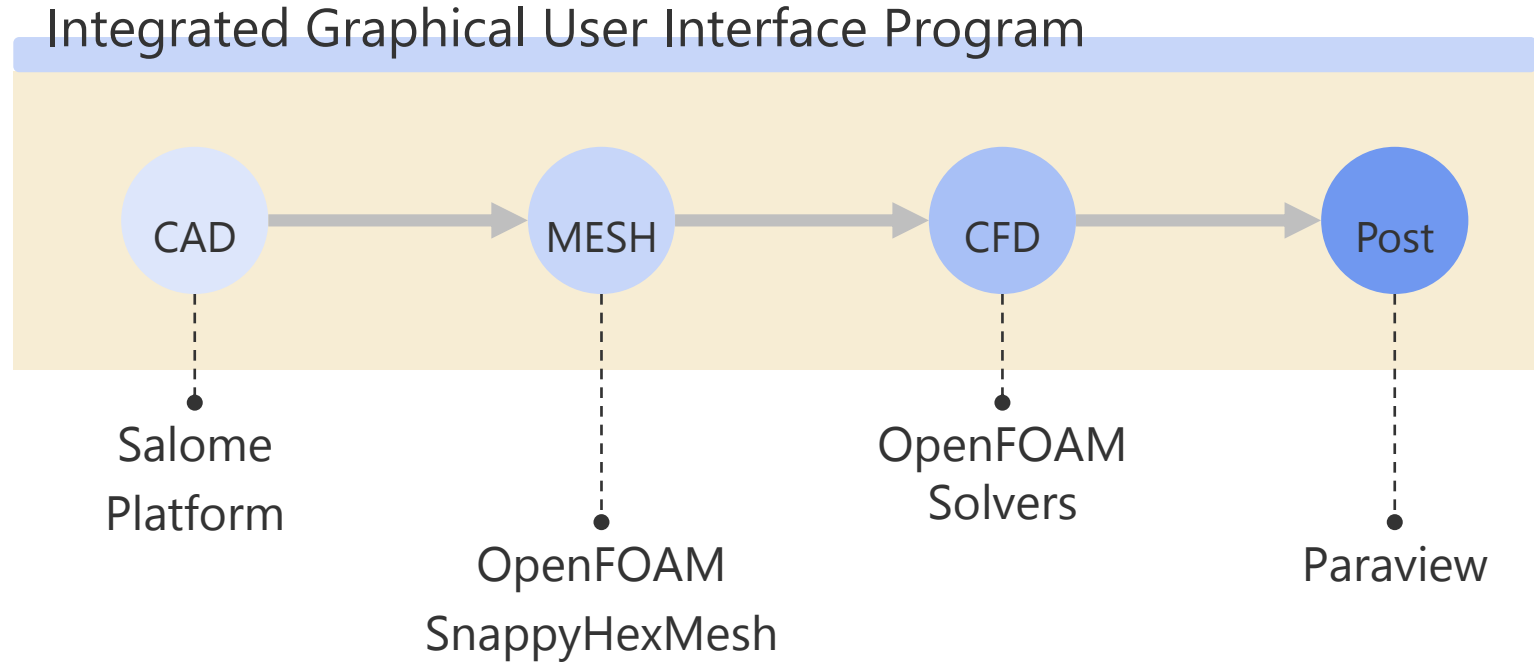 Integrated Graphical User Interface Program
CAD
MESH
CFD
Post
Salome
Platform
OpenFOAM
SnappyHexMesh
OpenFOAM
Solvers
Paraview